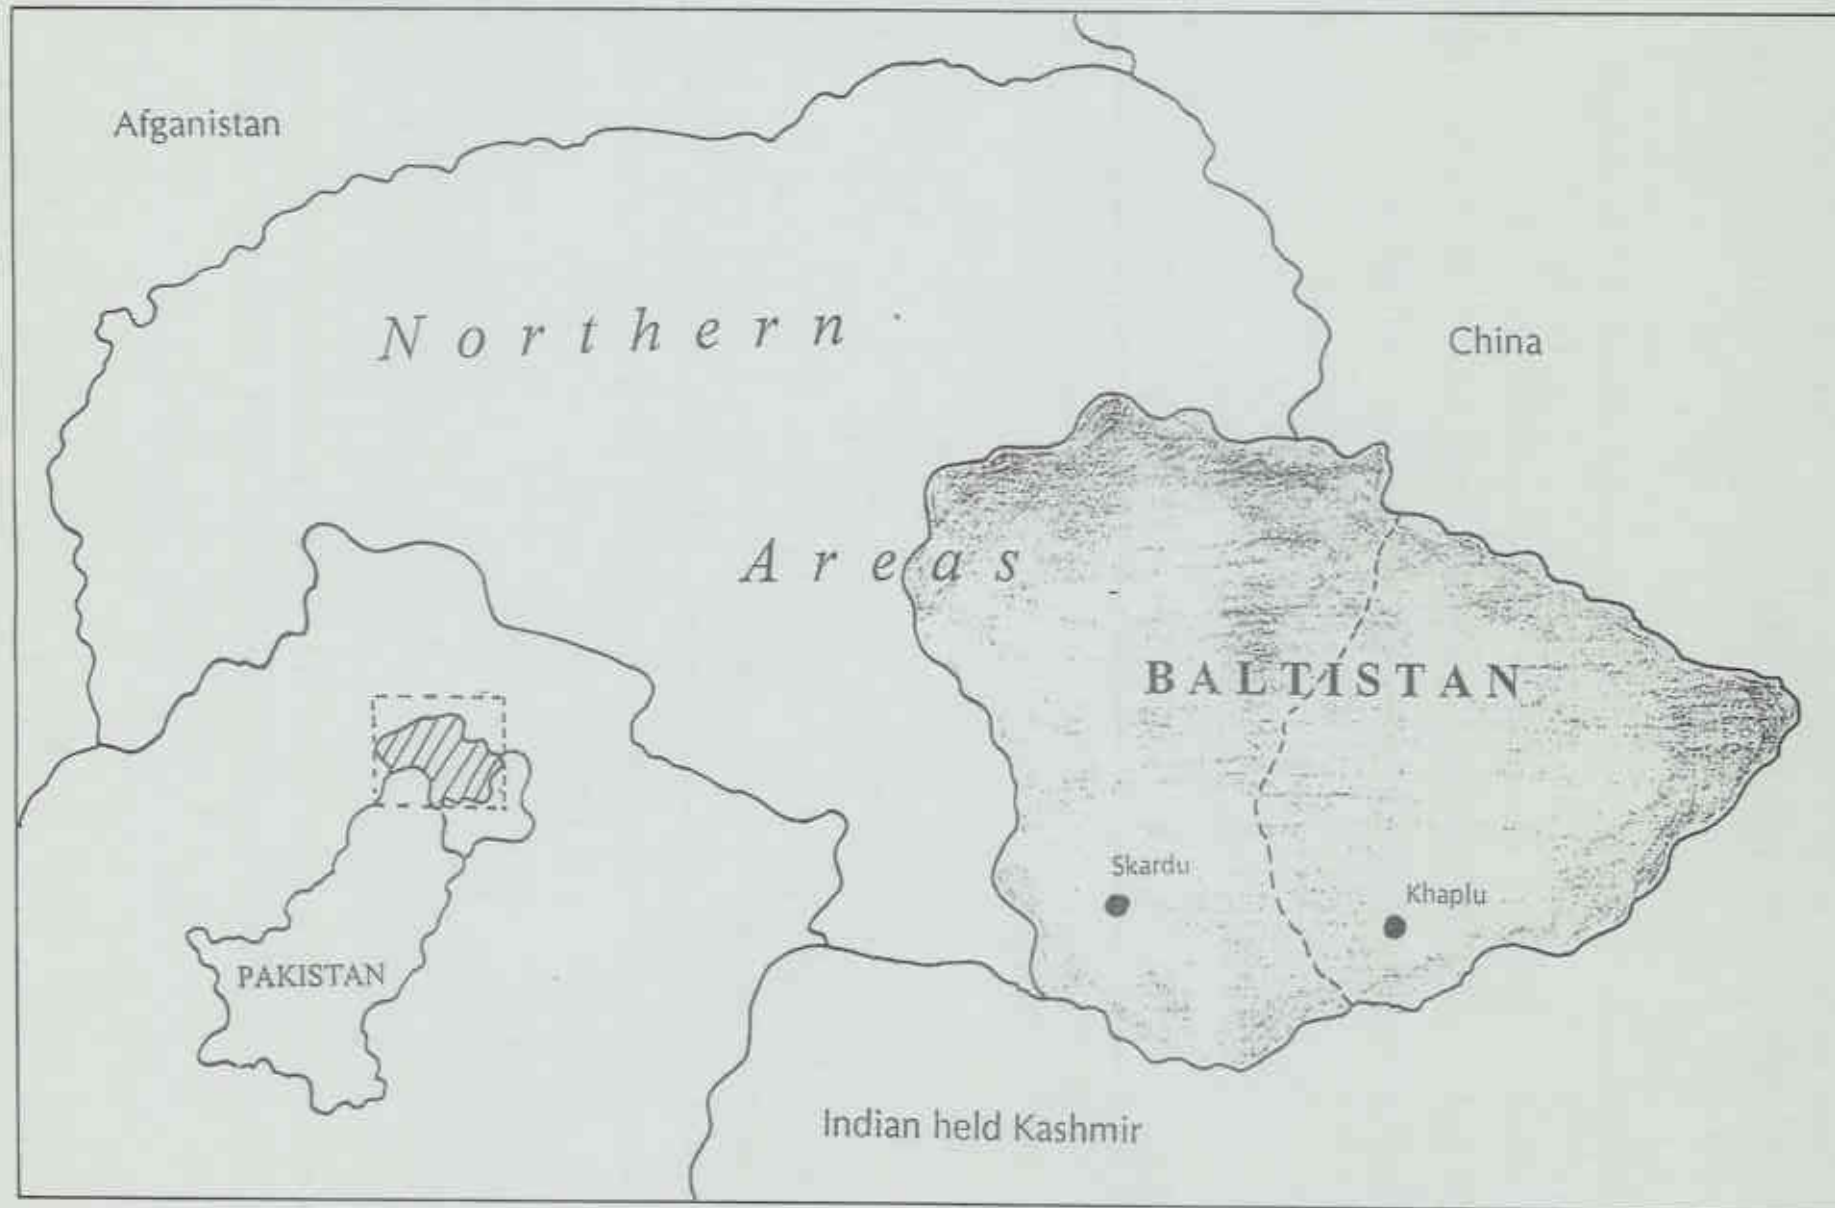 Afganistan
Northern
China
Areas
BALTISTAN
Skardu
Khaplu
PAKISTAN
Indian held Kashmir